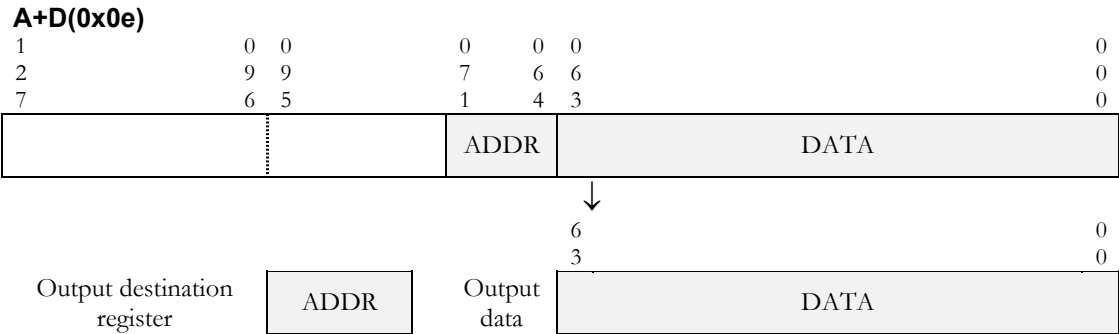 A+D(0x0e)
1 0 0 0 0 0 0
2 9 9 7 6 6 0
7 6 5 1 4 3 0
ADDR DATA
↓
6 0
3 0
Output destination
register
ADDR
Output
data
DATA